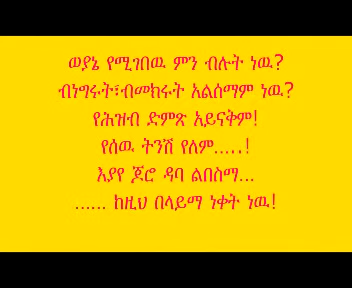 ወያኔ የሚገበዉ ምን ብሉት ነዉ?
ብነግሩት፣ብመክሩት አልሰማም ነዉ?
የሕዝብ ድምጽ አይናቅም!
የሰዉ ትንሽ የለም.....!
እያየ ጆሮ ዳባ ልበስማ...
...... ከዚህ በላይማ ነቀት ነዉ!